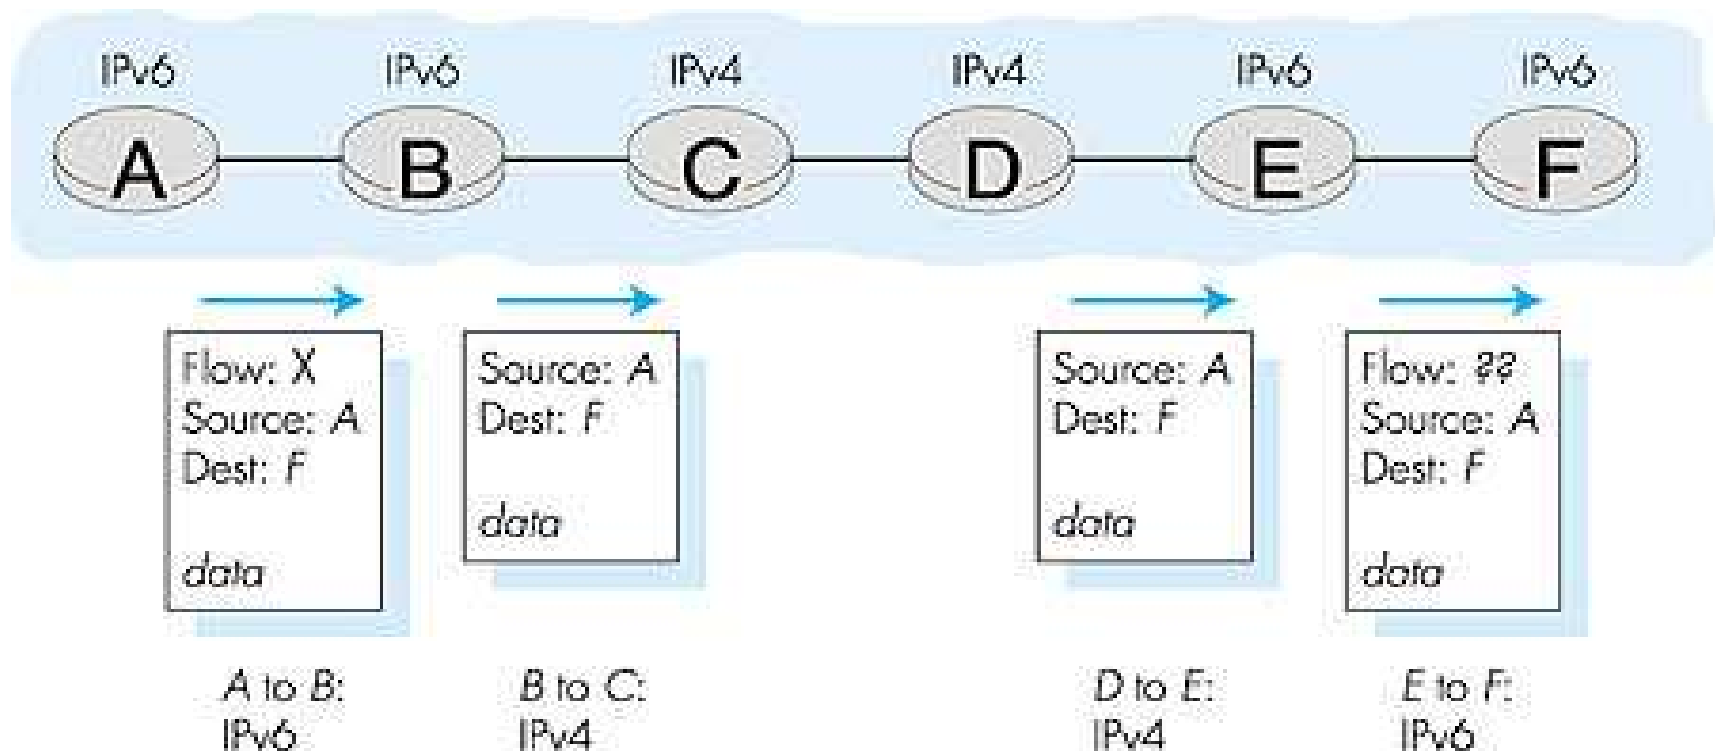 IPv6 IPv6 IPv4 IPv4 IPv6 IPv6
A B C D E F
Flow: X
Source: A
Dest: F
data
Source: A
Dest: F
data
Source: A
Dest: F
data
Flow: ??
Source: A
Dest: F
data
A to B:
IPv6
B to C:
IPv4
D to E:
IPv4
E to F:
IPv6